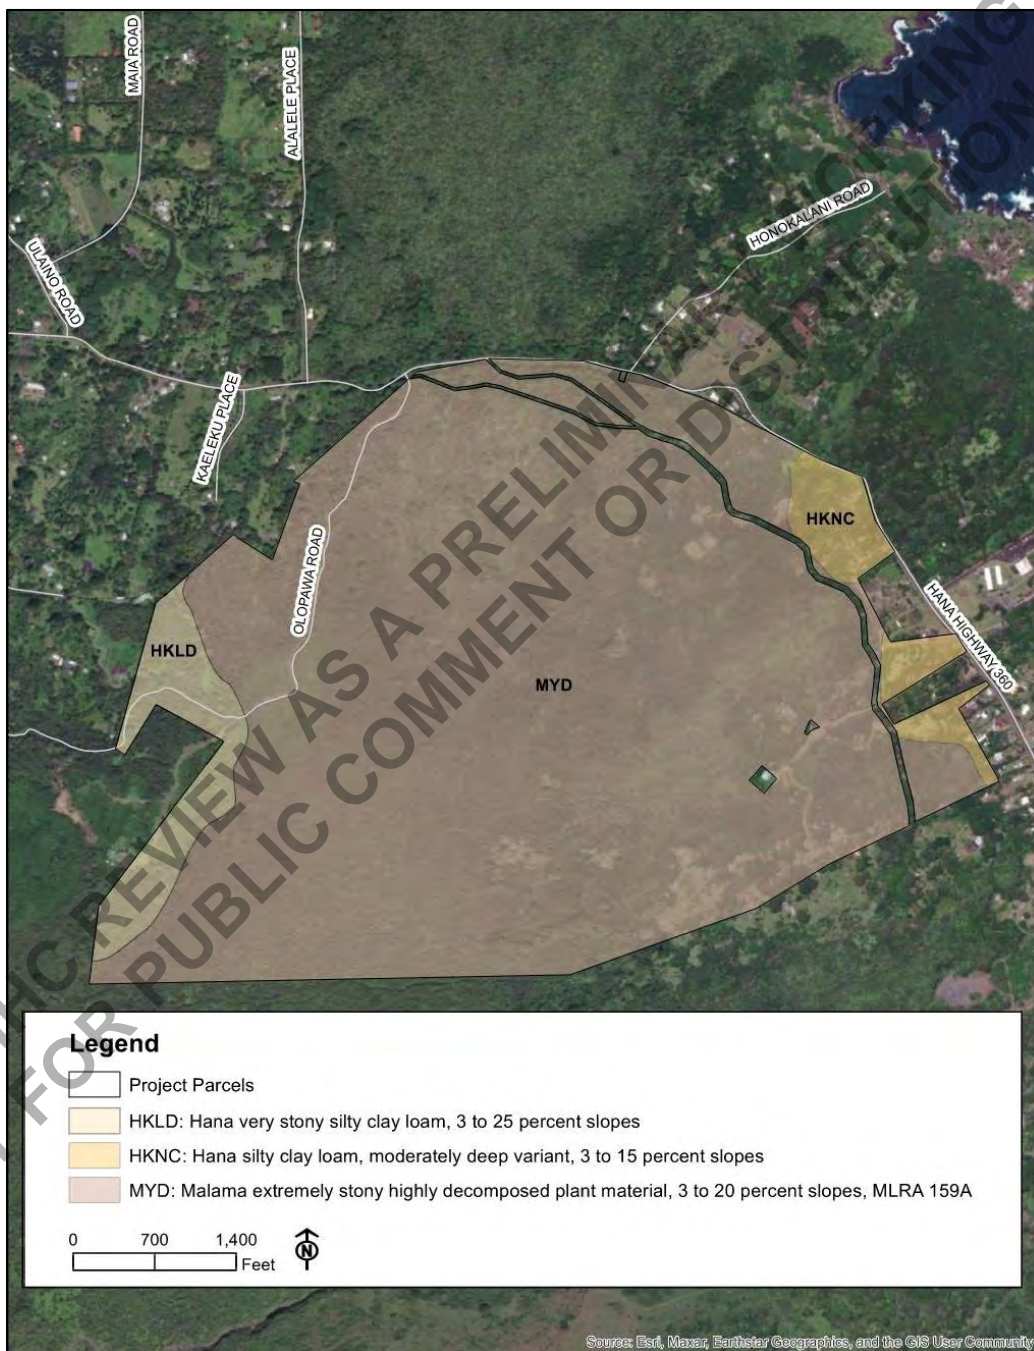 MAIA ROAD
ALALELE PLACE
HONOKALANI ROAD
ULAINO ROAD
KAELEKU PLACE
OLOPAWA ROAD
HKNC
HANA HIGHWAY 360
HKLD
MYD
HC REVIEW AS A PRELIMINARY WORKING
FOR PUBLIC COMMENT OR DISTRIBUTION
Legend
Project Parcels
HKLD: Hana very stony silty clay loam, 3 to 25 percent slopes
HKNC: Hana silty clay loam, moderately deep variant, 3 to 15 percent slopes
MYD: Malama extremely stony highly decomposed plant material, 3 to 20 percent slopes, MLRA 159A
0 700 1,400
Feet
N
Source: Esri, Maxar, Earthstar Geographics, and the GIS User Community